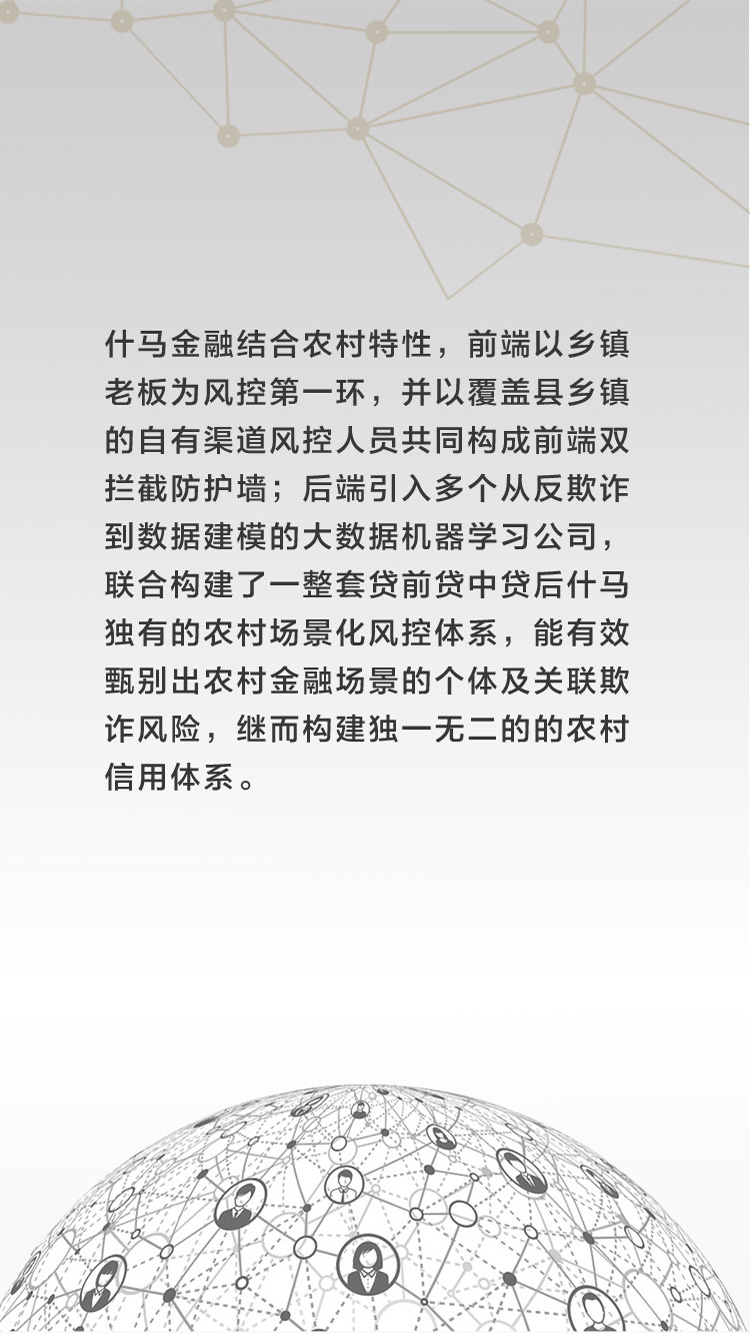 什马金融结合农村特性，前端以乡镇
老板为风控第一环，并以覆盖县乡镇
的自有渠道风控人员共同构成前端双
拦截防护墙；后端引入多个从反欺诈
到数据建模的大数据机器学习公司，
联合构建了一整套贷前贷中贷后什马
独有的农村场景化风控体系，能有效
甄别出农村金融场景的个体及关联欺
诈风险，继而构建独一无二的的农村
信用体系。